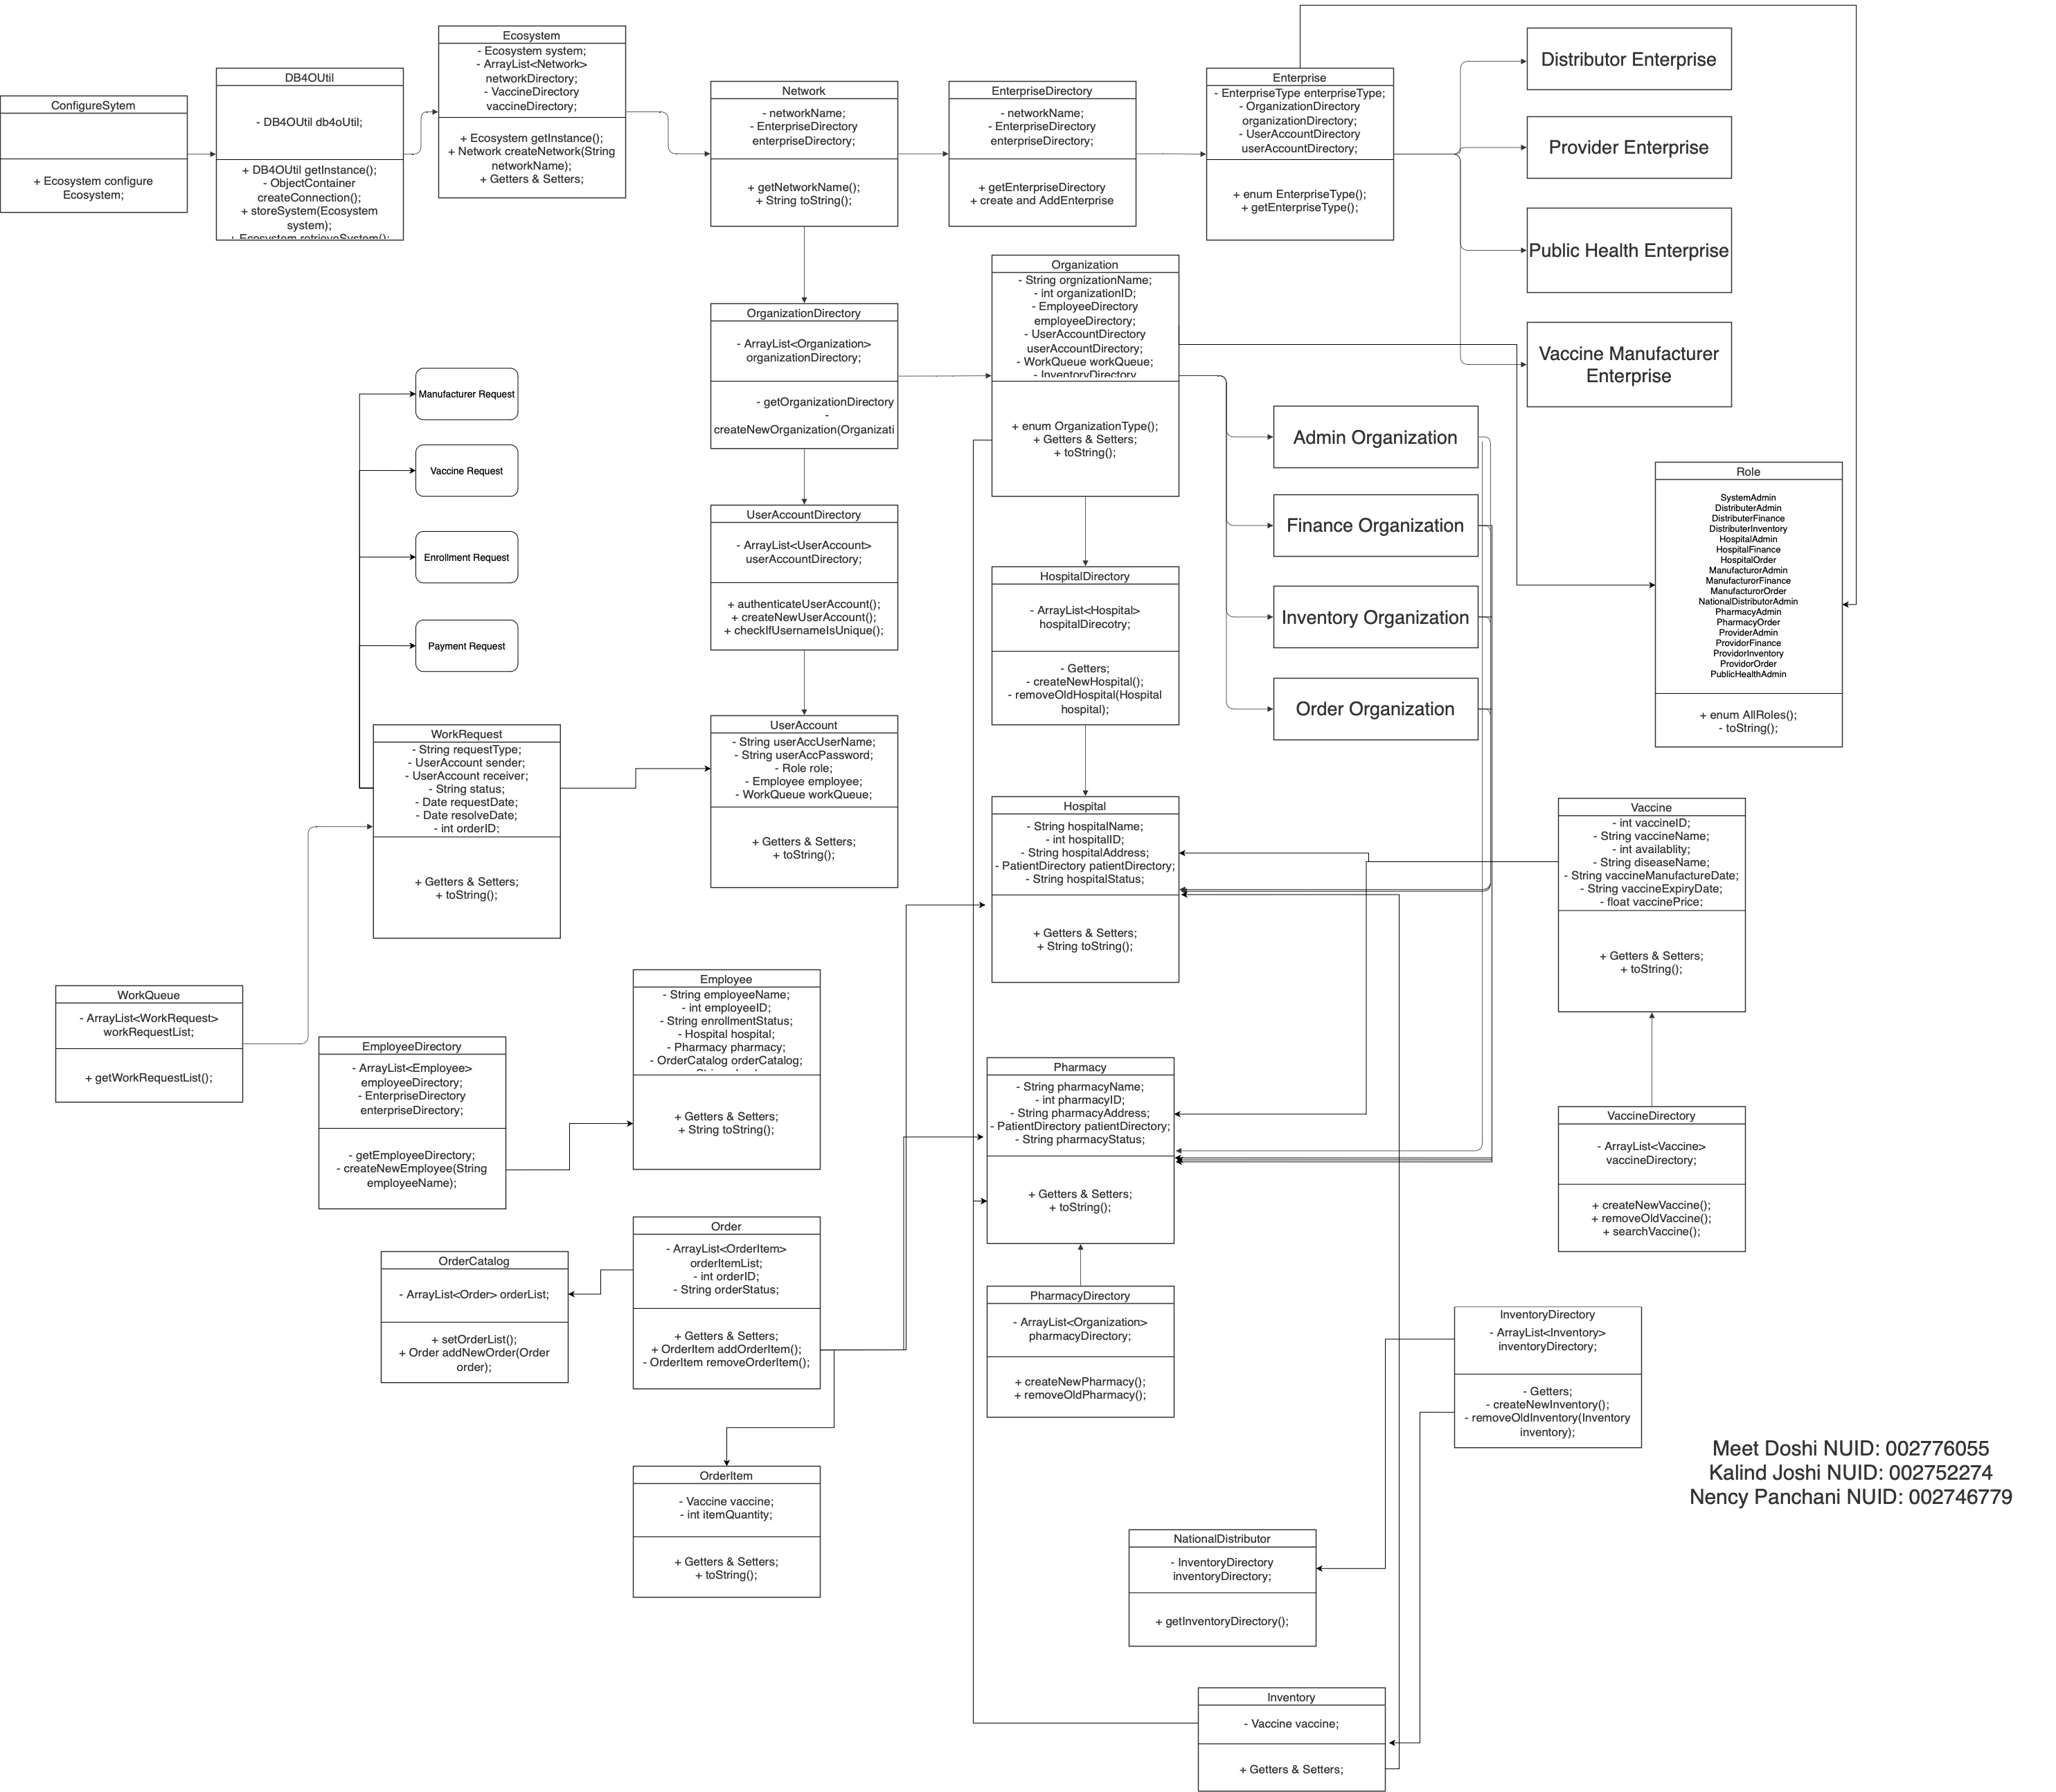 ConfigureSytem
+ Ecosystem configure
Ecosystem;
DB4OUtil
- DB4OUtil db4oUtil;
+ DB4OUtil getInstance();
- ObjectContainer
createConnection();
+ storeSystem(Ecosystem
system);
+ Ecosystem retrieveSystem();
Ecosystem
- Ecosystem system;
- ArrayList<Network>
networkDirectory;
- VaccineDirectory
vaccineDirectory;
+ Ecosystem getInstance();
+ Network createNetwork(String
networkName);
+ Getters & Setters;
Network
- networkName;
- EnterpriseDirectory
enterpriseDirectory;
+ getNetworkName();
+ String toString();
EnterpriseDirectory
- networkName;
- EnterpriseDirectory
enterpriseDirectory;
+ getEnterpriseDirectory
+ create and AddEnterprise
Enterprise
- EnterpriseType enterpriseType;
- OrganizationDirectory
organizationDirectory;
- UserAccountDirectory
userAccountDirectory;
+ enum EnterpriseType();
+ getEnterpriseType();
Distributor Enterprise
Provider Enterprise
Public Health Enterprise
Vaccine Manufacturer
Enterprise
OrganizationDirectory
- ArrayList<Organization>
organizationDirectory;
- getOrganizationDirectory
-
createNewOrganization(Organizati
Organization
- String orgnizationName;
- int organizationID;
- EmployeeDirectory
employeeDirectory;
- UserAccountDirectory
userAccountDirectory;
- WorkQueue workQueue;
- InventoryDirectory
+ enum OrganizationType();
+ Getters & Setters;
+ toString();
Admin Organization
Finance Organization
Inventory Organization
Order Organization
Role
SystemAdmin
DistributerAdmin
DistributerFinance
DistributerInventory
HospitalAdmin
HospitalFinance
HospitalOrder
ManufacturorAdmin
ManufacturorFinance
ManufacturorOrder
NationalDistributorAdmin
PharmacyAdmin
PharmacyOrder
ProviderAdmin
ProvidorFinance
ProvidorInventory
ProvidorOrder
PublicHealthAdmin
+ enum AllRoles();
- toString();
Manufacturer Request
Vaccine Request
Enrollment Request
Payment Request
UserAccountDirectory
- ArrayList<UserAccount>
userAccountDirectory;
+ authenticateUserAccount();
+ createNewUserAccount();
+ checkIfUsernameIsUnique();
HospitalDirectory
- ArrayList<Hospital>
hospitalDirecotry;
- Getters;
- createNewHospital();
- removeOldHospital(Hospital
hospital);
WorkRequest
- String requestType;
- UserAccount sender;
- UserAccount receiver;
- String status;
- Date requestDate;
- Date resolveDate;
- int orderID;
+ Getters & Setters;
+ toString();
UserAccount
- String userAccUserName;
- String userAccPassword;
- Role role;
- Employee employee;
- WorkQueue workQueue;
+ Getters & Setters;
+ toString();
Hospital
- String hospitalName;
- int hospitalID;
- String hospitalAddress;
- PatientDirectory patientDirectory;
- String hospitalStatus;
+ Getters & Setters;
+ String toString();
Vaccine
- int vaccineID;
- String vaccineName;
- int availablity;
- String diseaseName;
- String vaccineManufactureDate;
- String vaccineExpiryDate;
- float vaccinePrice;
+ Getters & Setters;
+ toString();
WorkQueue
- ArrayList<WorkRequest>
workRequestList;
+ getWorkRequestList();
EmployeeDirectory
- ArrayList<Employee>
employeeDirectory;
- EnterpriseDirectory
enterpriseDirectory;
- getEmployeeDirectory;
- createNewEmployee(String
employeeName);
Employee
- String employeeName;
- int employeeID;
- String enrollmentStatus;
- Hospital hospital;
- Pharmacy pharmacy;
- OrderCatalog orderCatalog;
+ Getters & Setters;
+ String toString();
Pharmacy
- String pharmacyName;
- int pharmacyID;
- String pharmacyAddress;
- PatientDirectory patientDirectory;
- String pharmacyStatus;
+ Getters & Setters;
+ toString();
VaccineDirectory
- ArrayList<Vaccine>
vaccineDirectory;
+ createNewVaccine();
+ removeOldVaccine();
+ searchVaccine();
OrderCatalog
- ArrayList<Order> orderList;
+ setOrderList();
+ Order addNewOrder(Order
order);
Order
- ArrayList<OrderItem>
orderItemList;
- int orderID;
- String orderStatus;
+ Getters & Setters;
+ OrderItem addOrderItem();
- OrderItem removeOrderItem();
PharmacyDirectory
- ArrayList<Organization>
pharmacyDirectory;
+ createNewPharmacy();
+ removeOldPharmacy();
InventoryDirectory
- ArrayList<Inventory>
inventoryDirectory;
- Getters;
- createNewInventory();
- removeOldInventory(Inventory
inventory);
OrderItem
- Vaccine vaccine;
- int itemQuantity;
+ Getters & Setters;
+ toString();
Meet Doshi NUID: 002776055
Kalind Joshi NUID: 002752274
Nency Panchani NUID: 002746779
NationalDistributor
- InventoryDirectory
inventoryDirectory;
+ getInventoryDirectory();
Inventory
- Vaccine vaccine;
+ Getters & Setters;